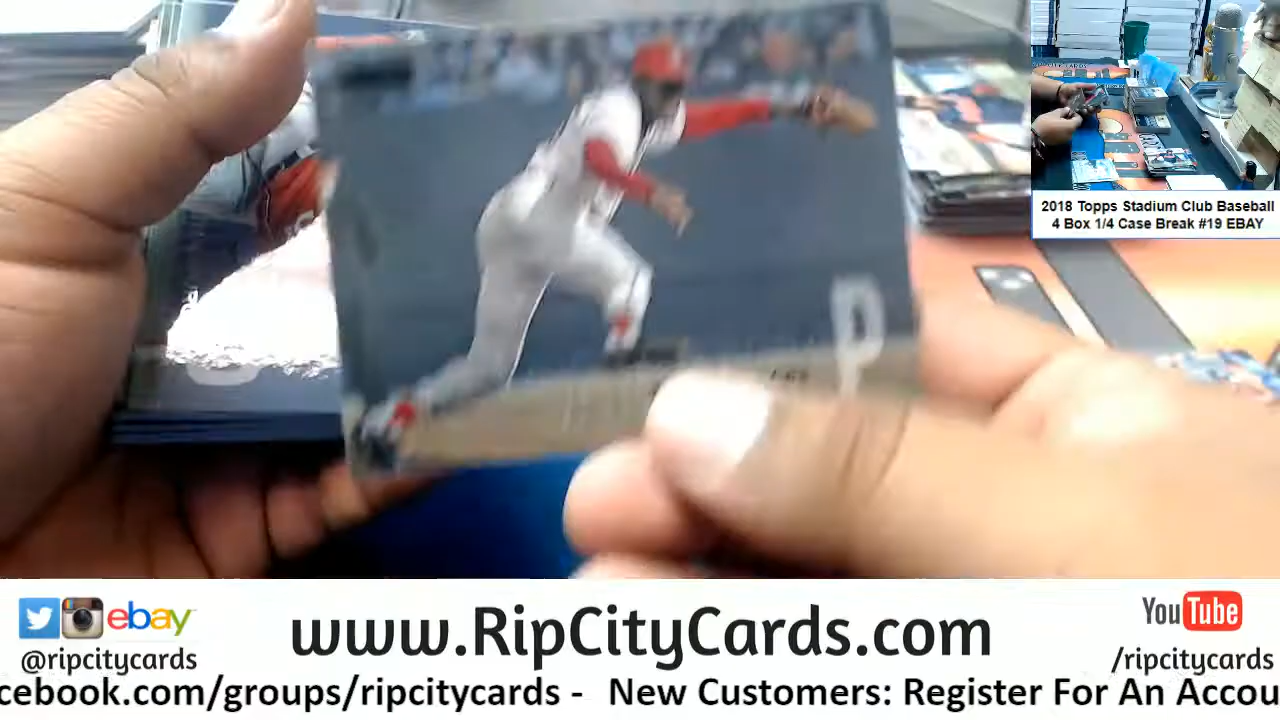 2018 Topps Stadium Club Baseball
4 Box 1/4 Case Break #19 EBAY
P
ebay
@ripcitycards
www.RipCityCards.com
YouTube
/ripcitycards
cebook.com/groups/ripcitycards - New Customers: Register For An Accou